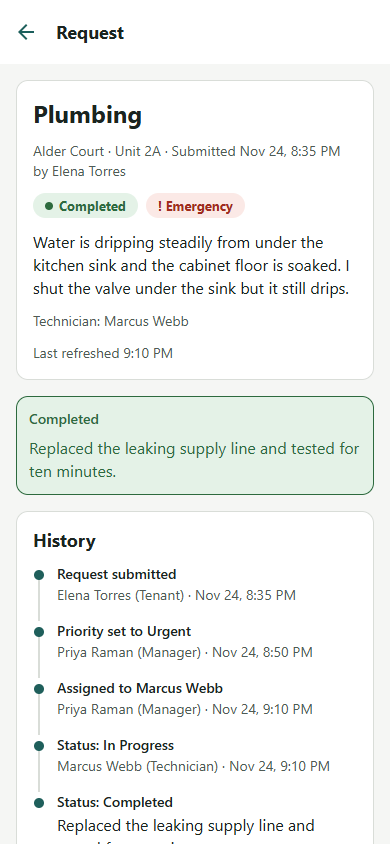 Request
Plumbing
Alder Court · Unit 2A · Submitted Nov 24, 8:35 PM
by Elena Torres
Completed
! Emergency
Water is dripping steadily from under the
kitchen sink and the cabinet floor is soaked. I
shut the valve under the sink but it still drips.
Technician: Marcus Webb
Last refreshed 9:10 PM
Completed
Replaced the leaking supply line and tested for
ten minutes.
History
Request submitted
Elena Torres (Tenant) · Nov 24, 8:35 PM
Priority set to Urgent
Priya Raman (Manager) · Nov 24, 8:50 PM
Assigned to Marcus Webb
Priya Raman (Manager) · Nov 24, 9:10 PM
Status: In Progress
Marcus Webb (Technician) · Nov 24, 9:10 PM
Status: Completed
Replaced the leaking supply line and